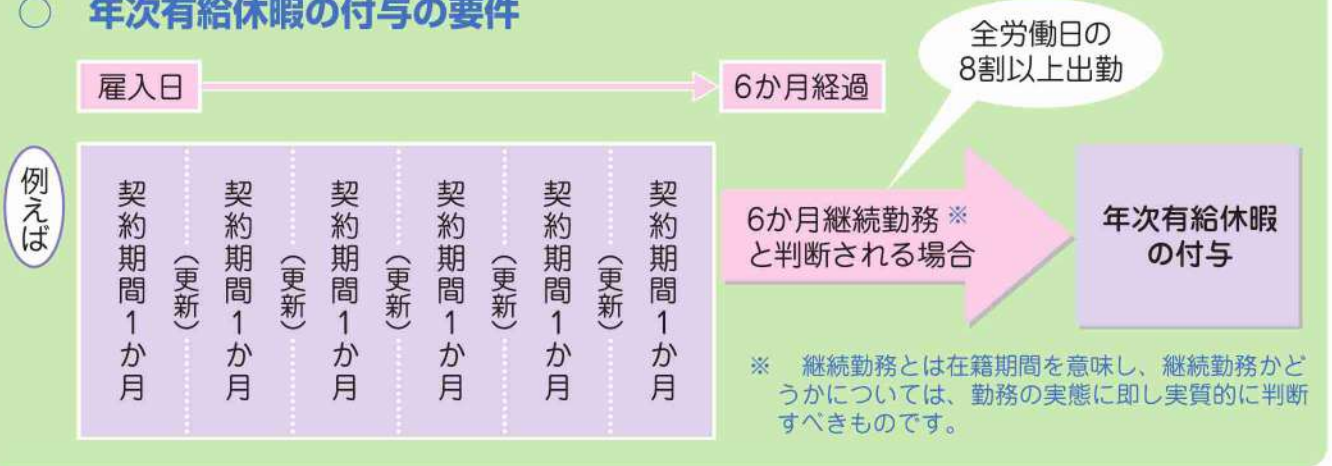 ○ 年次有給休暇の付与の要件
雇入日
6か月経過
全労働日の
8割以上出勤
例えば
契約期間1か月
（更新）
契約期間1か月
（更新）
契約期間1か月
（更新）
契約期間1か月
（更新）
契約期間1か月
（更新）
契約期間1か月
6か月継続勤務※
と判断される場合
年次有給休暇
の付与
※ 継続勤務とは在籍期間を意味し、継続勤務かど
うかについては、勤務の実態に即し実質的に判断
すべきものです。